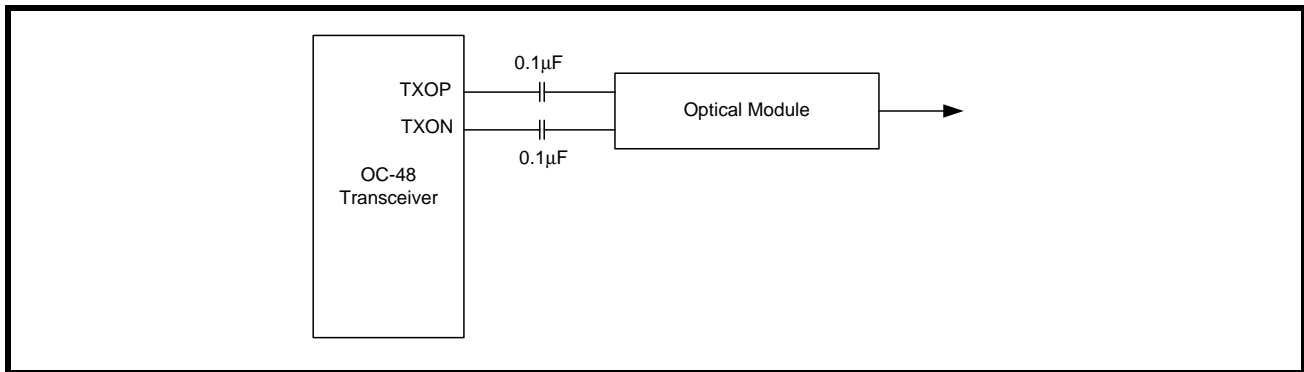 0.1μF
TXOP
Optical Module
TXON
0.1μF
OC-48
Transceiver